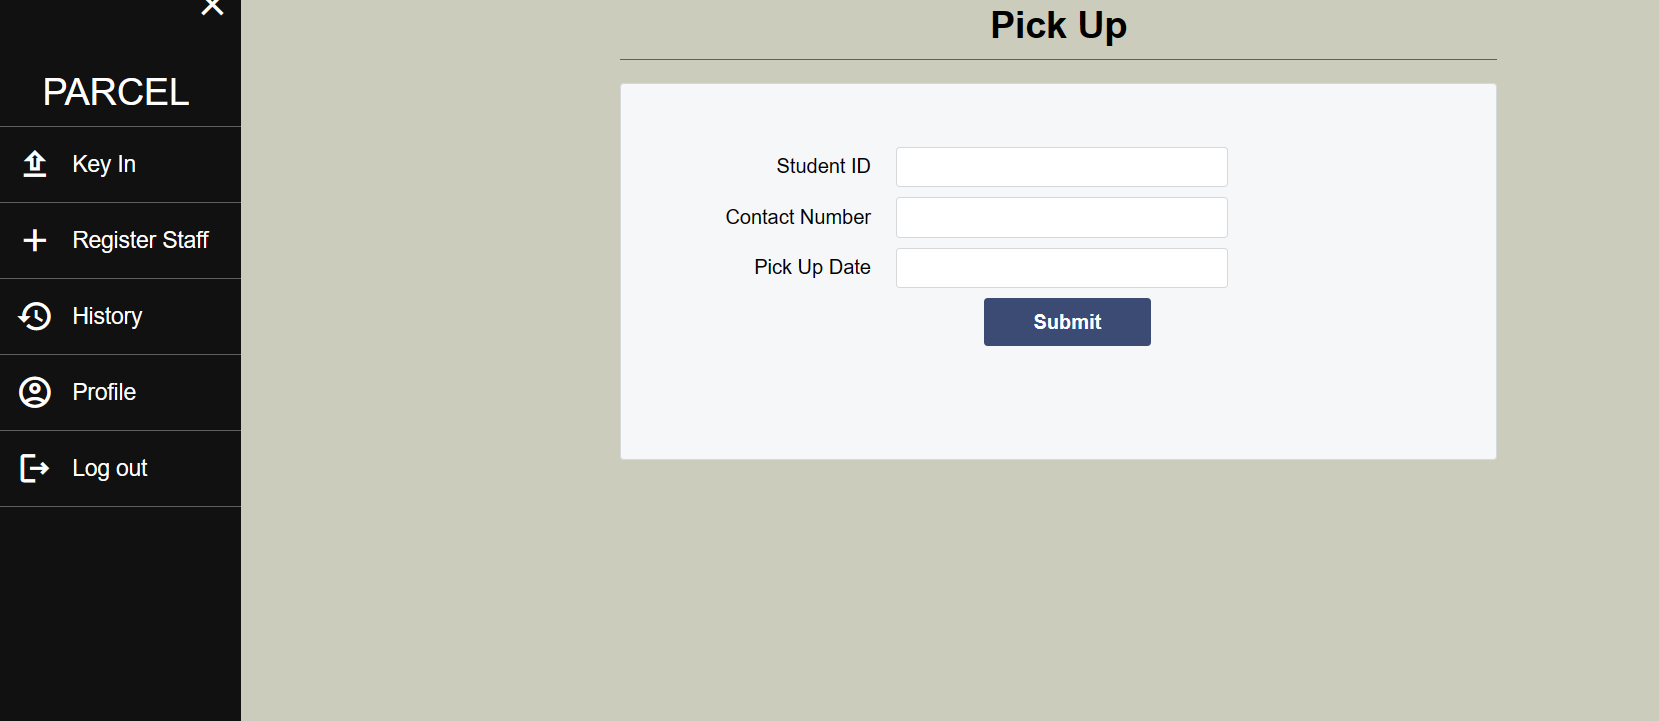 PARCEL
Key In
Register Staff
History
Profile
Log out
Pick Up
Student ID
Contact Number
Pick Up Date
Submit